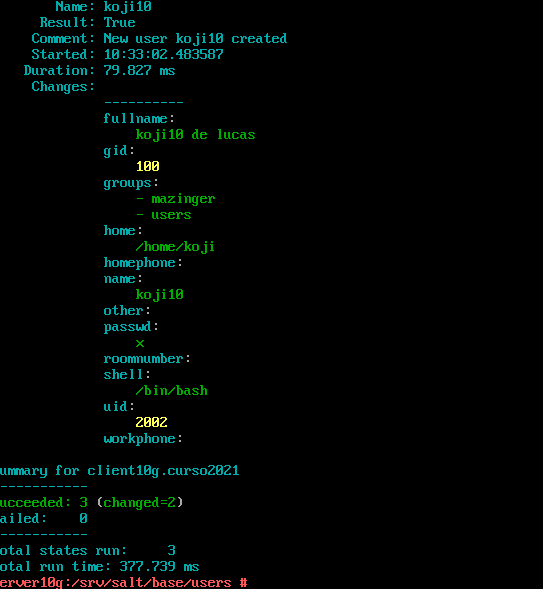 Name: koji10
Result: True
Comment: New user koji10 created
Started: 10:33:02.483587
Duration: 79.827 ms
Changes:
----------
fullname:
koji10 de lucas
gid:
100
groups:
- mazinger
- users
home:
/home/koji
homephone:
name:
koji10
other:
passwd:
x
roomnumber:
shell:
/bin/bash
uid:
2002
workphone:
ummary for client10g.curso2021
-----------
ucceeded: 3 (changed=2)
ailed: 0
-----------
otal states run: 3
otal run time: 377.739 ms
erver10g:/srv/salt/base/users #